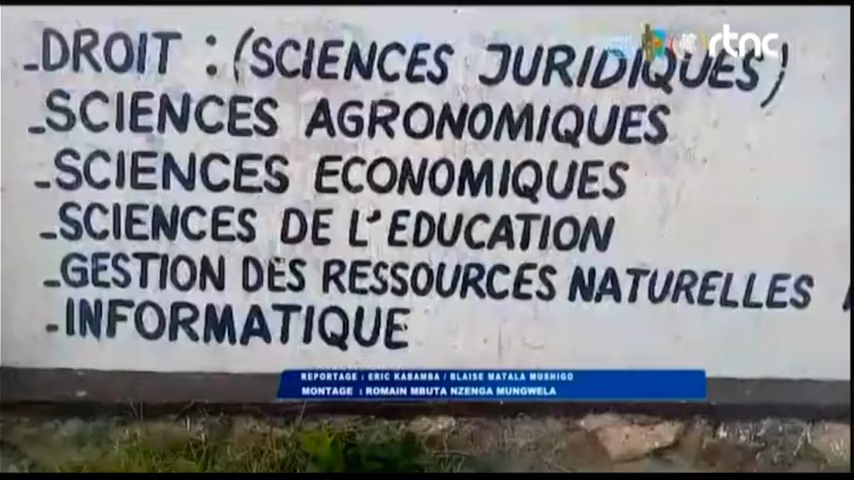 -DROIT : (SCIENCES JURIDIQUES)
rtnc
-SCIENCES AGRONOMIQUES
-SCIENCES ECONOMIQUES
-SCIENCES DE L'EDUCATION
-GESTION DES RESSOURCES NATURELLES
-INFORMATIQUE
REPORTAGE : ERIC KABAMBA / BLAISE MATALA MUSHIGO
MONTAGE : ROMAIN MBUTA NZENGA MUNGWELA